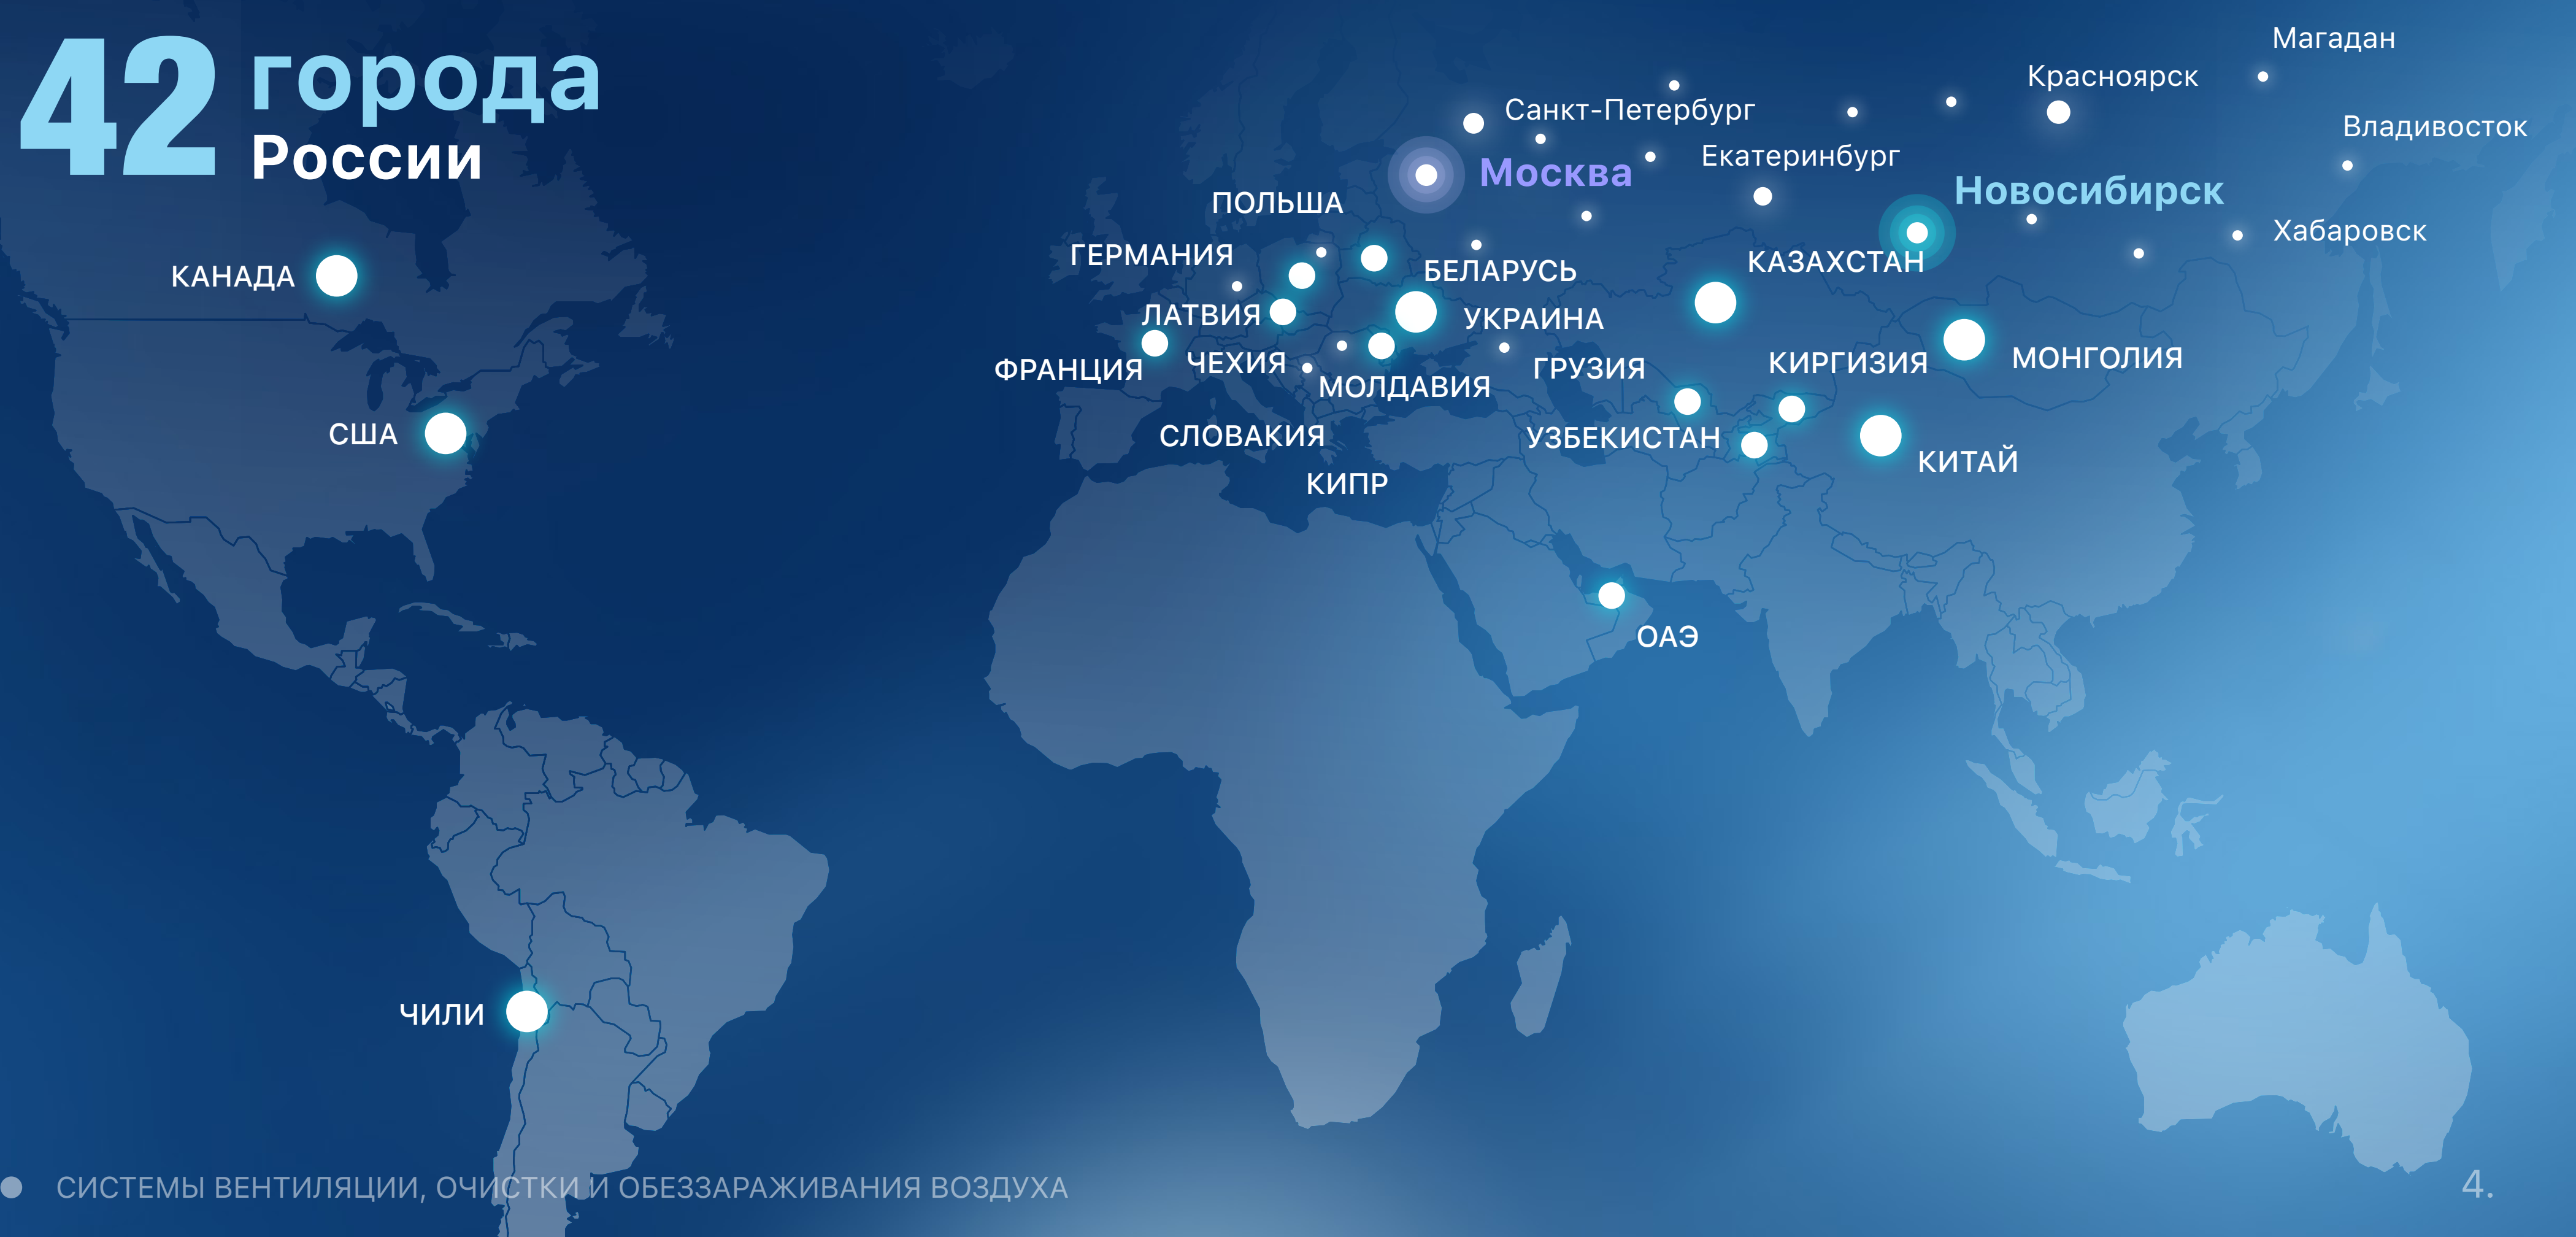 42 города
России
Магадан
Красноярск
Санкт-Петербург
Владивосток
Екатеринбург
Москва
Новосибирск
ПОЛЬША
Хабаровск
ГЕРМАНИЯ
КАЗАХСТАН
БЕЛАРУСЬ
КАНАДА
ЛАТВИЯ
УКРАИНА
МОНГОЛИЯ
ЧЕХИЯ
КИРГИЗИЯ
ФРАНЦИЯ
ГРУЗИЯ
МОЛДАВИЯ
США
СЛОВАКИЯ
УЗБЕКИСТАН
КИТАЙ
КИПР
ОАЭ
ЧИЛИ
СИСТЕМЫ ВЕНТИЛЯЦИИ, ОЧИСТКИ И ОБЕЗЗАРАЖИВАНИЯ ВОЗДУХА
4.